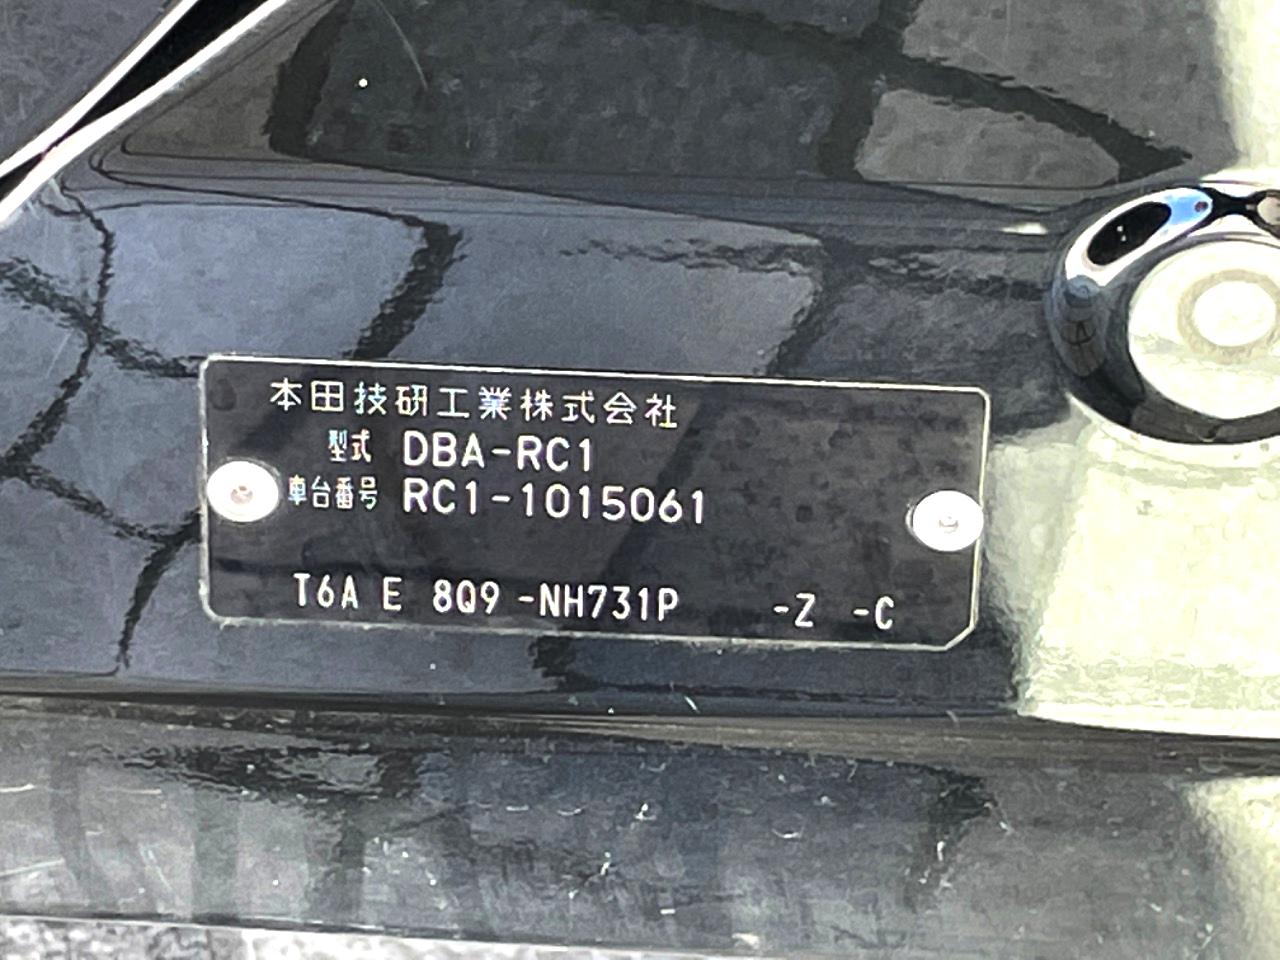 本田技研工業株式会社
型式 DBA-RC1
車台番号 RC1-1015061
T6A E 8Q9 -NH731P -Z -C